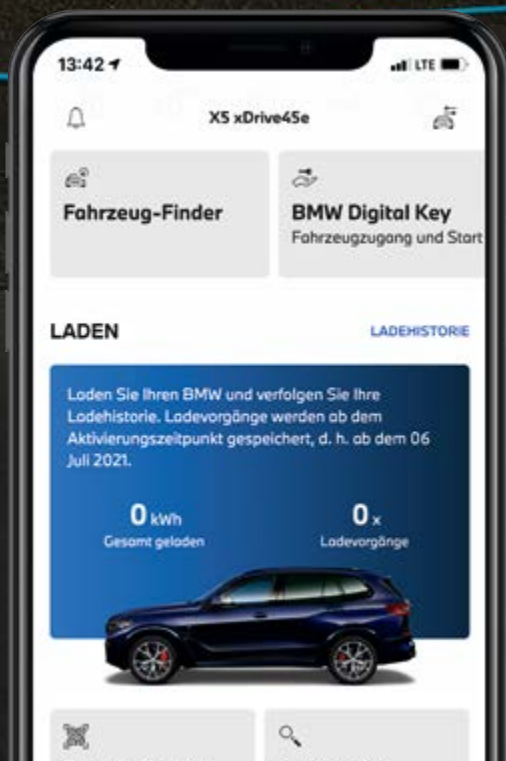 13:42
LTE
X5 xDrive45e
Fahrzeug-Finder
BMW Digital Key
Fahrzeugzugang und Start
LADEN
LADEHISTORIE
Laden Sie Ihren BMW und verfolgen Sie Ihre
Ladehistorie. Ladevorgänge werden ab dem
Aktivierungszeitpunkt gespeichert, d. h. ab dem 06
Juli 2021.
0 kWh
0 x
Gesamt geladen
Ladevorgänge